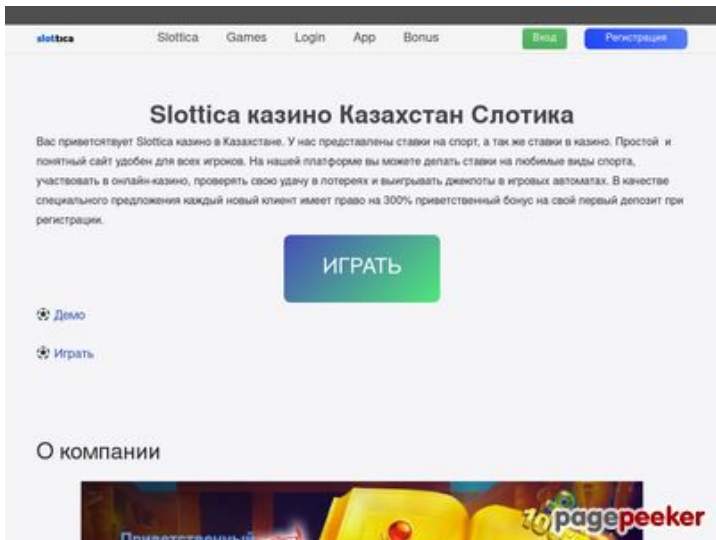 slottica Slottica Games Login App Bonus Вход Регистрация
Slottica казино Казахстан Слотика
Вас приветсятвует Slottica казино в Казахстане. У нас представлены ставки на спорт, а так же ставки в казино. Простой и
понятный сайт удобен для всех игроков. На нашей платформе вы можете делать ставки на любимые виды спорта,
участвовать в онлайн-казино, проверять свою удачу в лотереях и выигрывать джекпоты в игровых автоматах. В качестве
специального предложения каждый новый клиент имеет право на 300% приветственный бонус на свой первый депозит при
регистрации.
ИГРАТЬ
Демо
Играть
О компании
Приветственный
10
pagepeeker